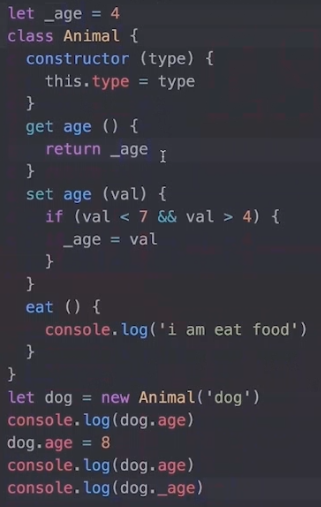 let _age = 4
class Animal {
constructor (type) {
this.type = type
}
get age () {
return _age
}
set age (val) {
if (val < 7 && val > 4) {
_age = val
}
}
eat () {
console.log('i am eat food')
}
}
let dog = new Animal('dog')
console.log(dog.age)
dog.age = 8
console.log(dog.age)
console.log(dog._age)